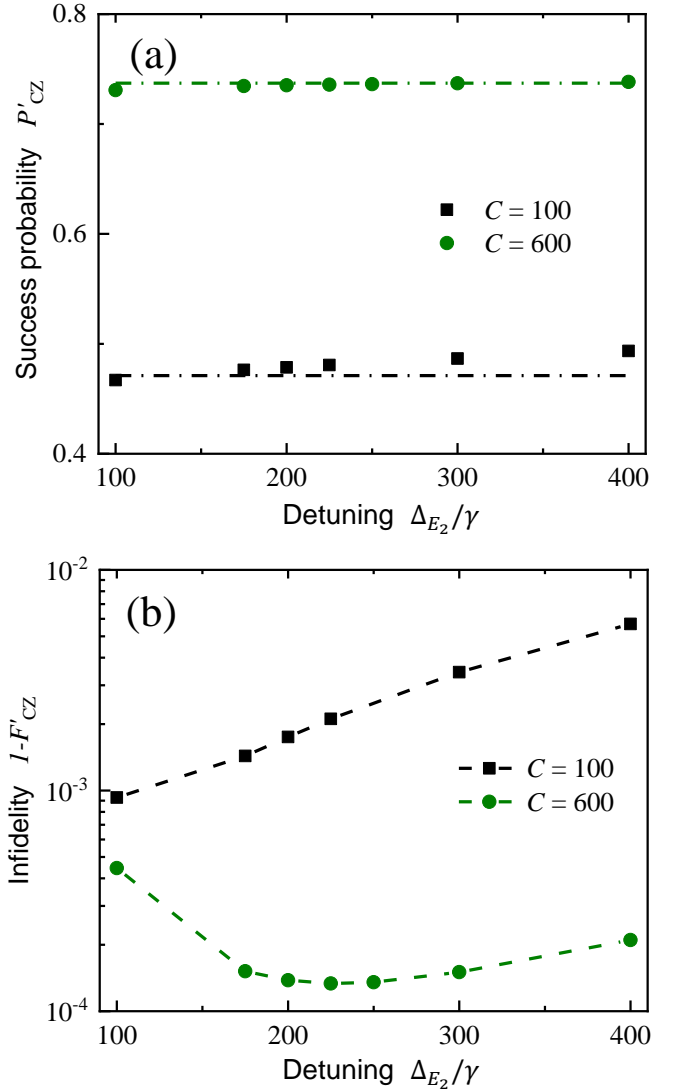 (a)
Success probability P′CZ
0.8
0.6
0.4
C = 100
C = 600
100 200 300 400
Detuning ΔE₂/γ
(b)
Infidelity 1-F′CZ
10⁻²
10⁻³
10⁻⁴
C = 100
C = 600
100 200 300 400
Detuning ΔE₂/γ